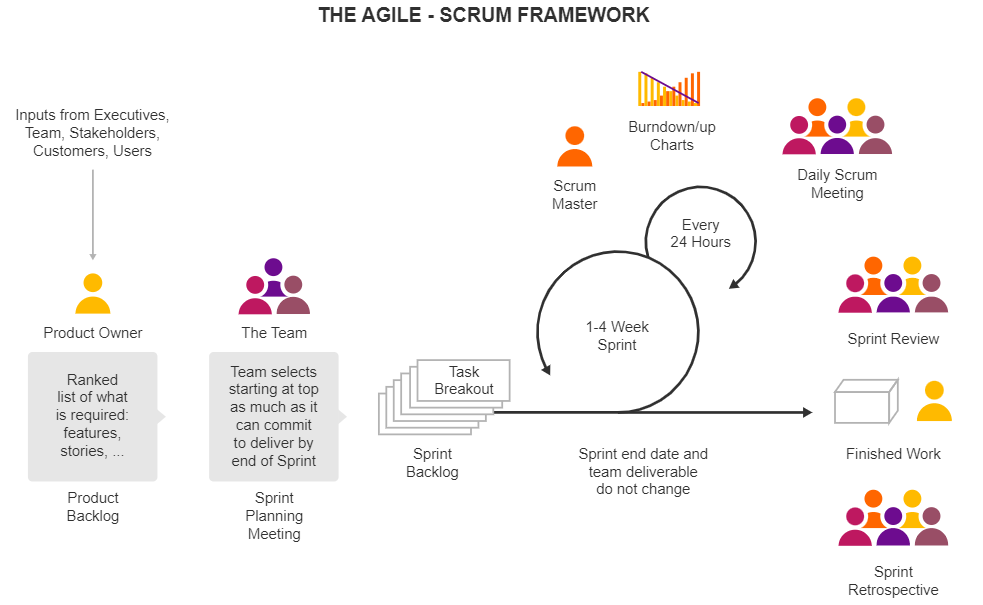 THE AGILE - SCRUM FRAMEWORK
Inputs from Executives,
Team, Stakeholders,
Customers, Users
Product Owner
Ranked
list of what
is required:
features,
stories, ...
Product
Backlog
The Team
Team selects
starting at top
as much as it
can commit
to deliver by
end of Sprint
Sprint
Planning
Meeting
Task
Breakout
Sprint
Backlog
Scrum
Master
Burndown/up
Charts
Daily Scrum
Meeting
Every
24 Hours
1-4 Week
Sprint
Sprint end date and
team deliverable
do not change
Sprint Review
Finished Work
Sprint
Retrospective